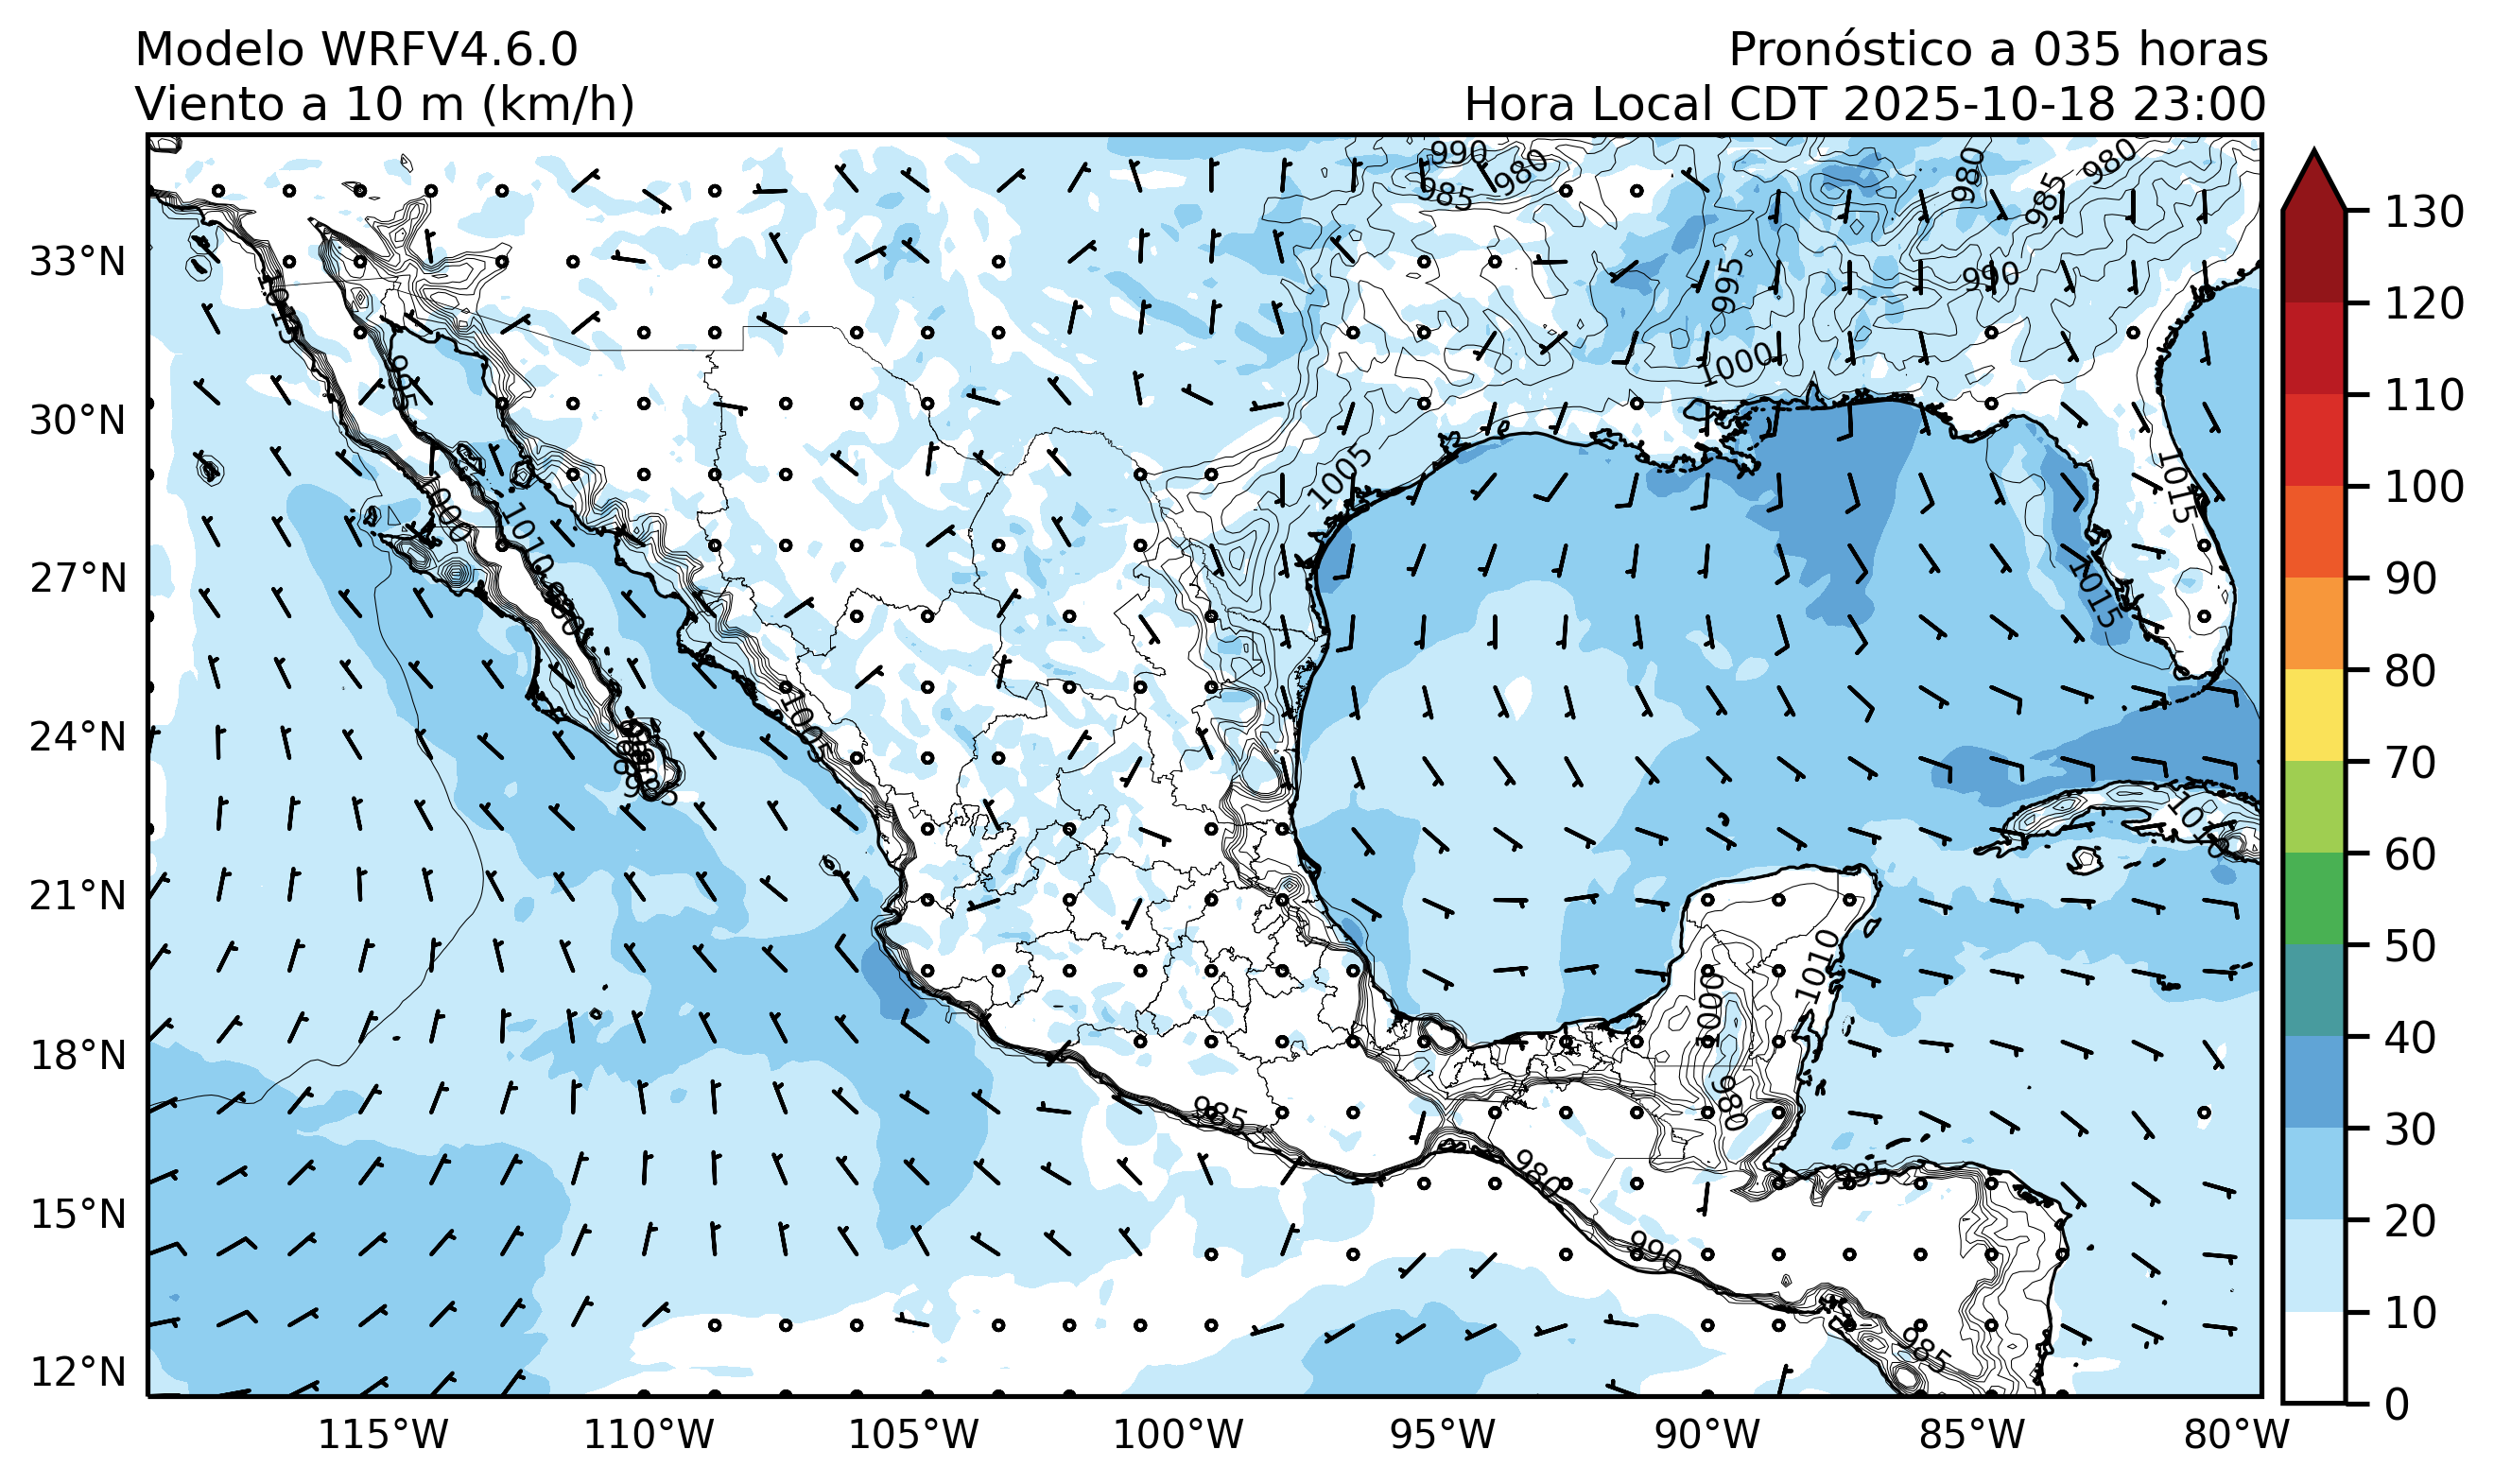 Modelo WRFV4.6.0
Pronóstico a 035 horas
Viento a 10 m (km/h)
Hora Local CDT 2025-10-18 23:00
990
980
985
980
985
980
33°N
995
990
1015
1000
995
30°N
1005
1015
1000
1010
27°N
1015
24°N
1005
21°N
1010
1000
18°N
980
985
995
980
15°N
990
985
12°N
115°W
110°W
105°W
100°W
95°W
90°W
85°W
80°W
130
120
110
100
90
80
70
60
50
40
30
20
10
0